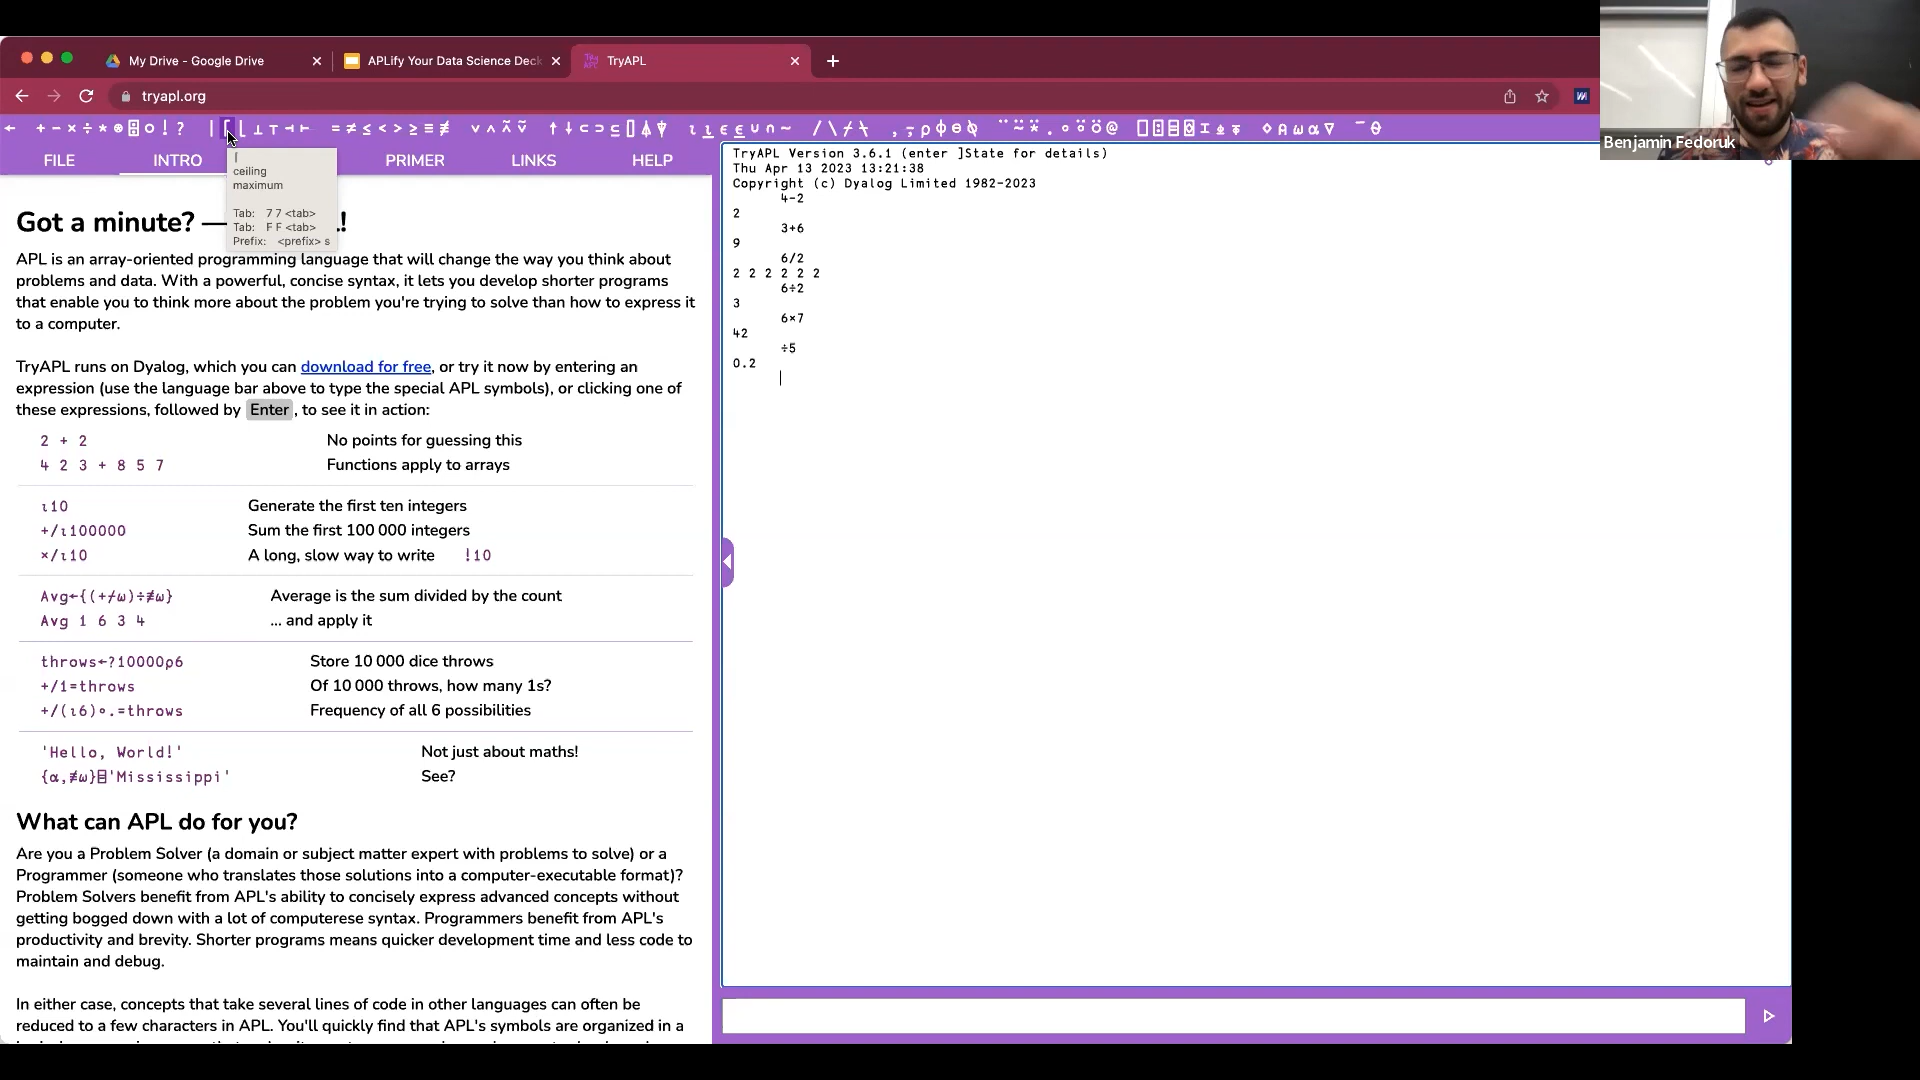 My Drive - Google Drive
APLify Your Data Science Deck
TryAPL
tryapl.org
← + - × ÷ * ⍟ ⌹ ○ ! ? | ⌈ ⌊ ⊥ ⊤ ⊣ ⊢ = ≠ ≤ < > ≥ ≡ ≢ ∨ ∧ ⍲ ⍱ ↑ ↓ ⊂ ⊃ ⊆ ⌷ ⍋ ⍒ ⍳ ⍸ ∊ ⍷ ∪ ∩ ~ / \ ⌿ ⍀ , ⍪ ⍴ ⌽ ⊖ ⍉ ¨ ⍨ ⍣ . ∘ ⍤ ⍥ @ ⎕ ⍠ ⌸ ⌺ ⌶ ⍎ ⍕ ⋄ ⍝ ⍵ ⍺ ∇ ¯ ⍬
Benjamin Fedoruk
FILE
INTRO
PRIMER
LINKS
HELP
⌈
ceiling
maximum
Tab: 7 7 <tab>
Tab: F F <tab>
Prefix: <prefix> s
Got a minute? — !
APL is an array-oriented programming language that will change the way you think about
problems and data. With a powerful, concise syntax, it lets you develop shorter programs
that enable you to think more about the problem you're trying to solve than how to express it
to a computer.
TryAPL runs on Dyalog, which you can download for free, or try it now by entering an
expression (use the language bar above to type the special APL symbols), or clicking one of
these expressions, followed by Enter, to see it in action:
2 + 2 No points for guessing this
4 2 3 + 8 5 7 Functions apply to arrays
⍳10 Generate the first ten integers
+/⍳100000 Sum the first 100 000 integers
×/⍳10 A long, slow way to write !10
Avg←{(+⌿⍵)÷≢⍵} Average is the sum divided by the count
Avg 1 6 3 4 ... and apply it
throws←?10000⍴6 Store 10 000 dice throws
+/1=throws Of 10 000 throws, how many 1s?
+/(⍳6)∘.=throws Frequency of all 6 possibilities
'Hello, World!' Not just about maths!
{⍺,≢⍵}⌸'Mississippi' See?
What can APL do for you?
Are you a Problem Solver (a domain or subject matter expert with problems to solve) or a
Programmer (someone who translates those solutions into a computer-executable format)?
Problem Solvers benefit from APL's ability to concisely express advanced concepts without
getting bogged down with a lot of computerese syntax. Programmers benefit from APL's
productivity and brevity. Shorter programs means quicker development time and less code to
maintain and debug.
In either case, concepts that take several lines of code in other languages can often be
reduced to a few characters in APL. You'll quickly find that APL's symbols are organized in a
TryAPL Version 3.6.1 (enter ]State for details)
Thu Apr 13 2023 13:21:38
Copyright (c) Dyalog Limited 1982-2023
4-2
2
3+6
9
6/2
2 2 2 2 2 2
6÷2
3
6×7
42
÷5
0.2